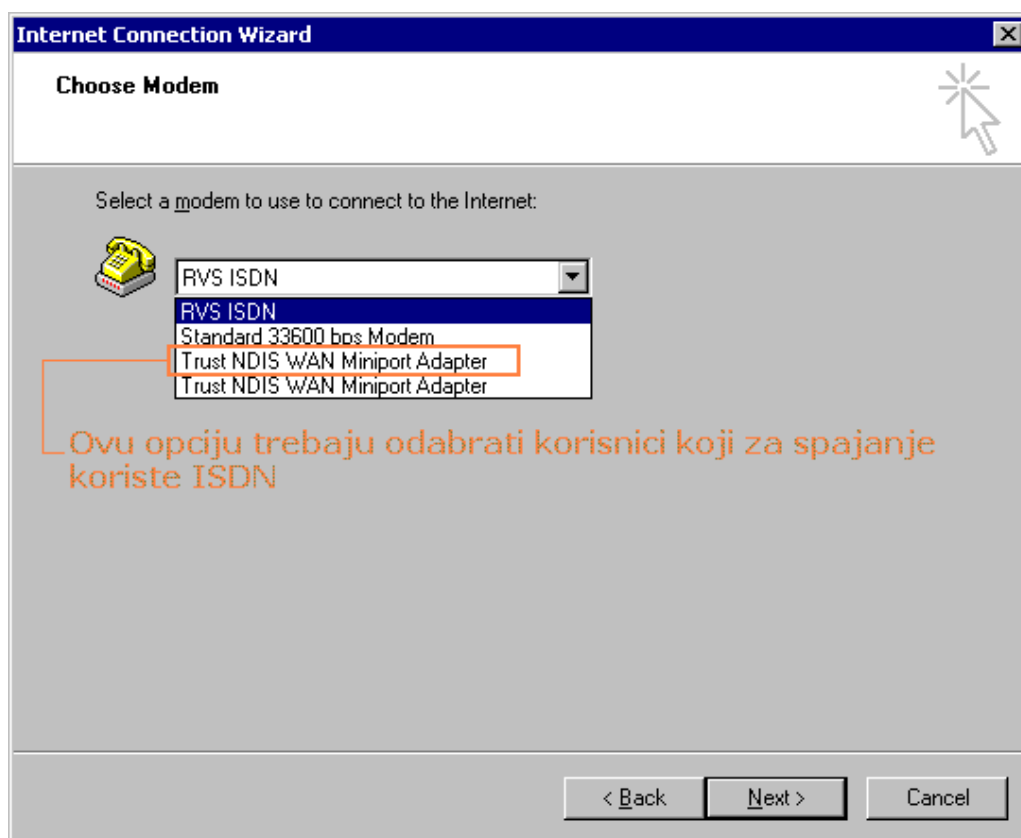 Internet Connection Wizard
Choose Modem
Select a modem to use to connect to the Internet:
RVS ISDN
RVS ISDN
Standard 33600 bps Modem
Trust NDIS WAN Miniport Adapter
Trust NDIS WAN Miniport Adapter
Ovu opciju trebaju odabrati korisnici koji za spajanje
koriste ISDN
< Back Next > Cancel